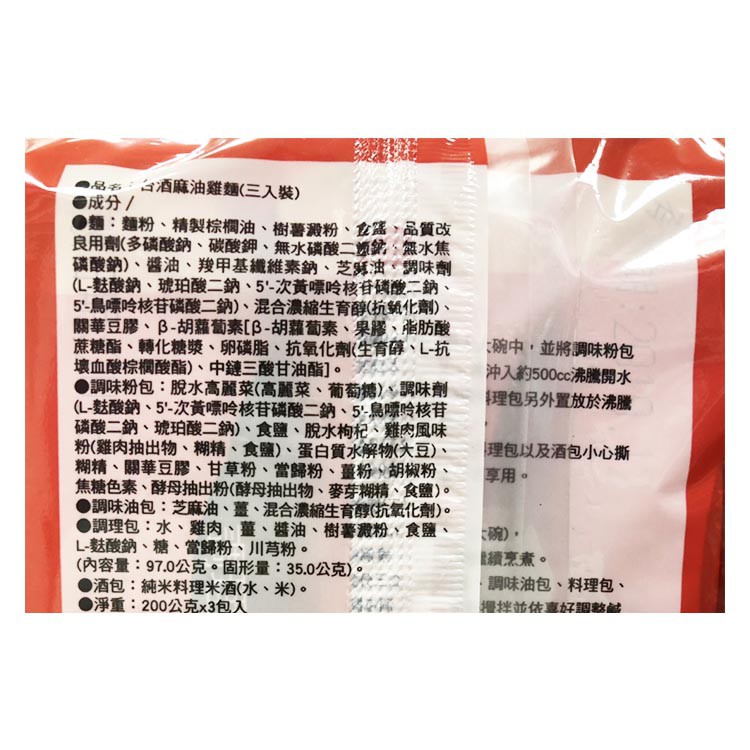 ●品名：台酒麻油雞麵(三入裝)
●成分/
●麵：麵粉、精製棕櫚油、樹薯澱粉、食鹽、品質改
良用劑(多磷酸鈉、碳酸鉀、無水磷酸二鈉、無水焦
磷酸鈉)、醬油、羧甲基纖維素鈉、芝麻油、調味劑
(L-麩酸鈉、琥珀酸二鈉、5'-次黃嘌呤核苷磷酸二鈉、
5'-鳥嘌呤核苷磷酸二鈉)、混合濃縮生育醇(抗氧化劑)、
關華豆膠、β-胡蘿蔔素[β-胡蘿蔔素、果膠、脂肪酸
蔗糖酯、轉化糖漿、卵磷脂、抗氧化劑(生育醇、L-抗
壞血酸棕櫚酸酯)、中鏈三酸甘油酯]。
●調味粉包：脫水高麗菜(高麗菜、葡萄糖)、調味劑
(L-麩酸鈉、5'-次黃嘌呤核苷磷酸二鈉、5'-鳥嘌呤核苷
磷酸二鈉、琥珀酸二鈉)、食鹽、脫水枸杞、雞肉風味
粉(雞肉抽出物、糊精、食鹽)、蛋白質水解物(大豆)、
糊精、關華豆膠、甘草粉、當歸粉、薑粉、胡椒粉、
焦糖色素、酵母抽出粉(酵母抽出物、麥芽糊精、食鹽)。
●調味油包：芝麻油、薑、混合濃縮生育醇(抗氧化劑)。
●調理包：水、雞肉、薑、醬油、樹薯澱粉、食鹽、
L-麩酸鈉、糖、當歸粉、川芎粉。
(內容量：97.0公克。固形量：35.0公克)。
●酒包：純米料理米酒(水、米)。
●淨重：200公克x3包入
碗中，並將調味粉包
沖入約500cc沸騰開水
料理包另外置放於沸騰
理包以及酒包小心撕
享用。
碗)，
繼續烹煮。
、調味油包、料理包、
攪拌並依喜好調整鹹